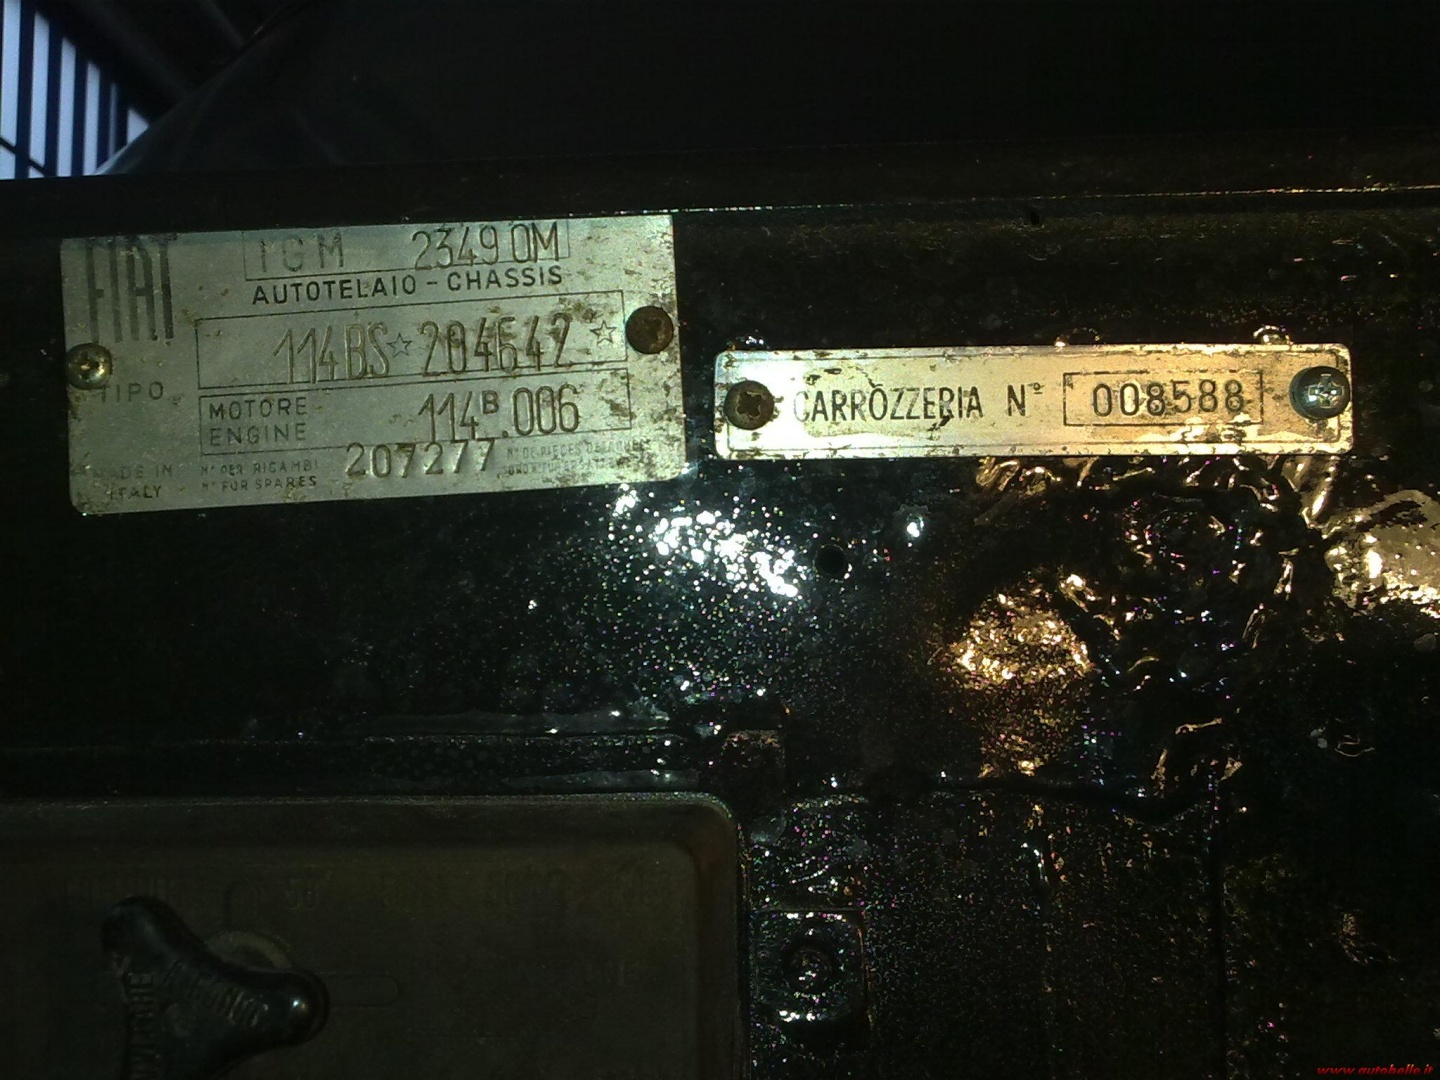 FIAT
IGM 2349 OM
AUTOTELAIO - CHASSIS
114BS ☆ 204642 ☆
TIPO
MOTORE
ENGINE
114B.006
MADE IN
ITALY
N° PER RICAMBI
N° FOR SPARES
207277
CARROZZERIA N° 008588
www.autobelle.it